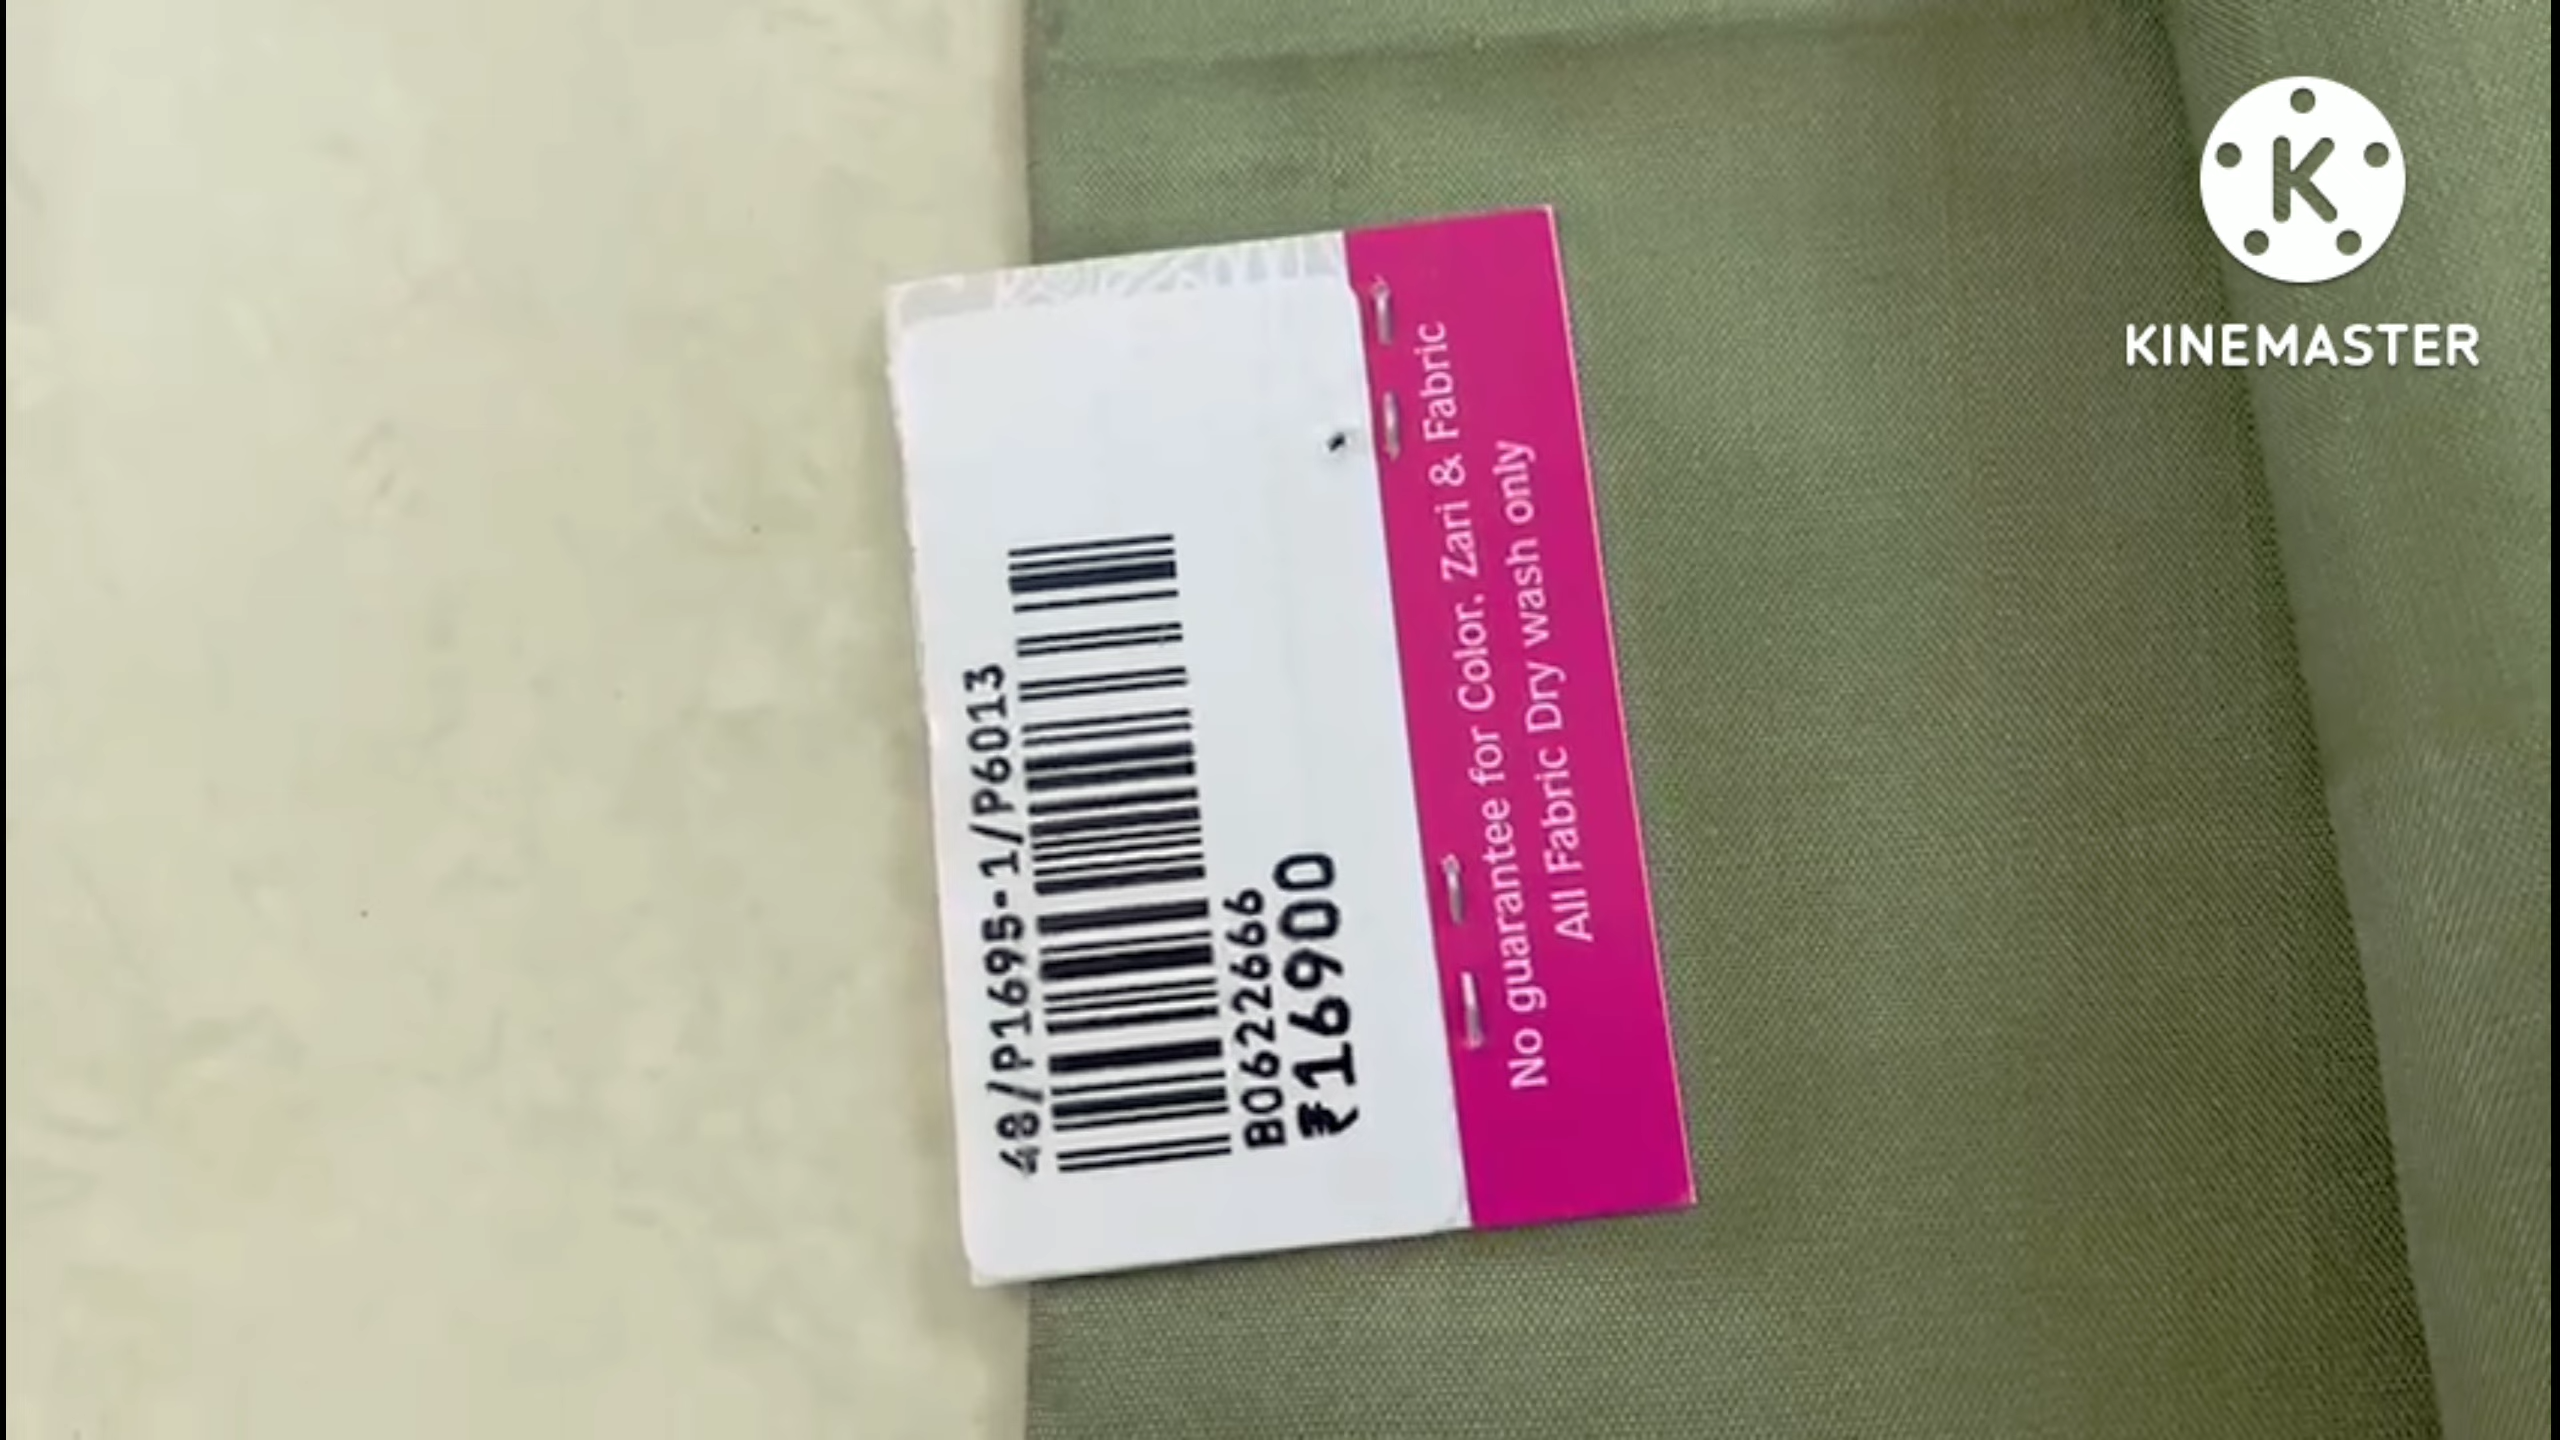 48/P1695-1/P6013
B0622666
₹16900
No guarantee for Color. Zari & Fabric
All Fabric Dry wash only
K
KINEMASTER